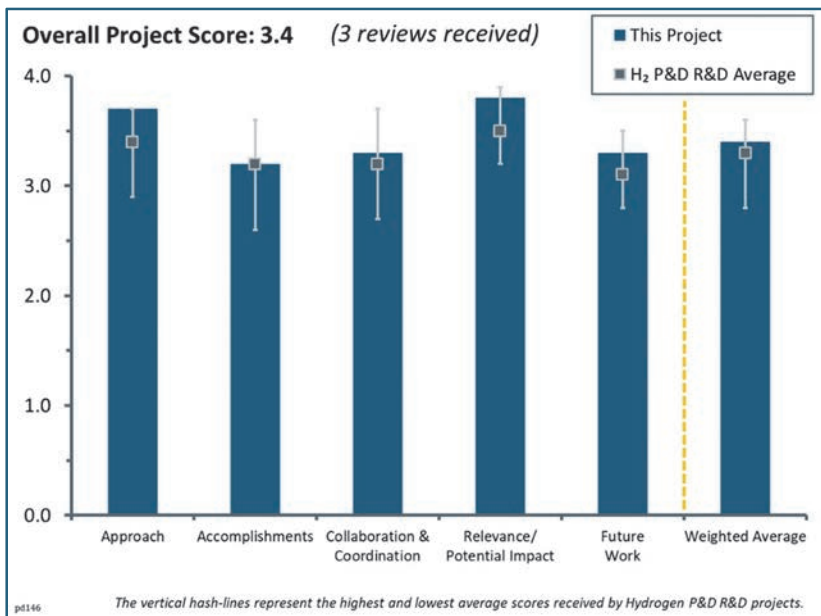 Overall Project Score: 3.4 (3 reviews received)
This Project
H₂ P&D R&D Average
4.0
3.0
2.0
1.0
0.0
Approach
Accomplishments
Collaboration &
Coordination
Relevance/
Potential Impact
Future
Work
Weighted Average
pd146
The vertical hash-lines represent the highest and lowest average scores received by Hydrogen P&D R&D projects.